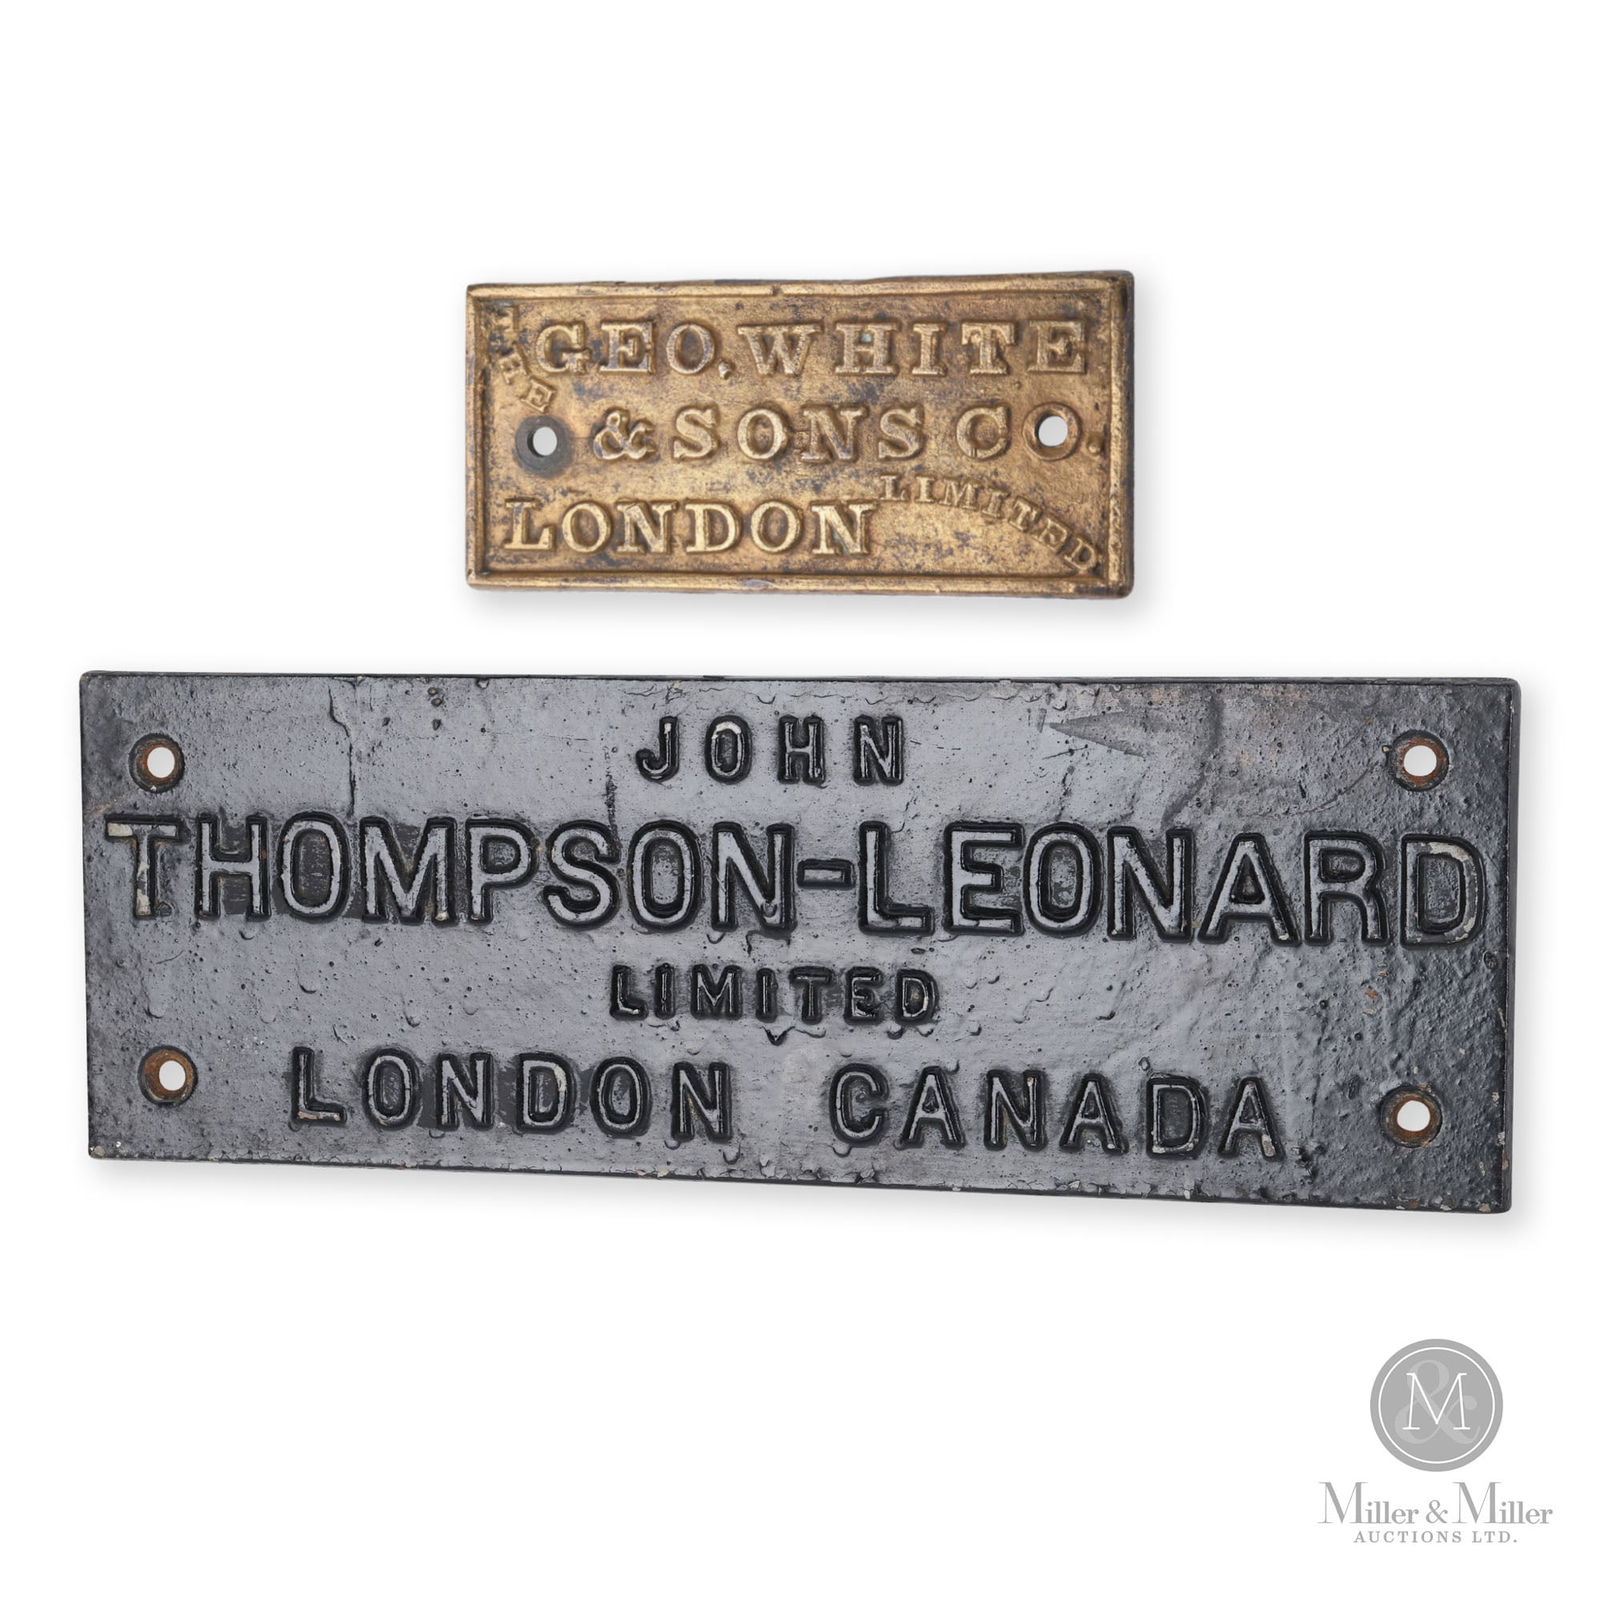 THE
GEO. WHITE
& SONS CO.
LONDON LIMITED
JOHN
THOMPSON-LEONARD
LIMITED
LONDON CANADA
M
&
Miller & Miller
AUCTIONS LTD.